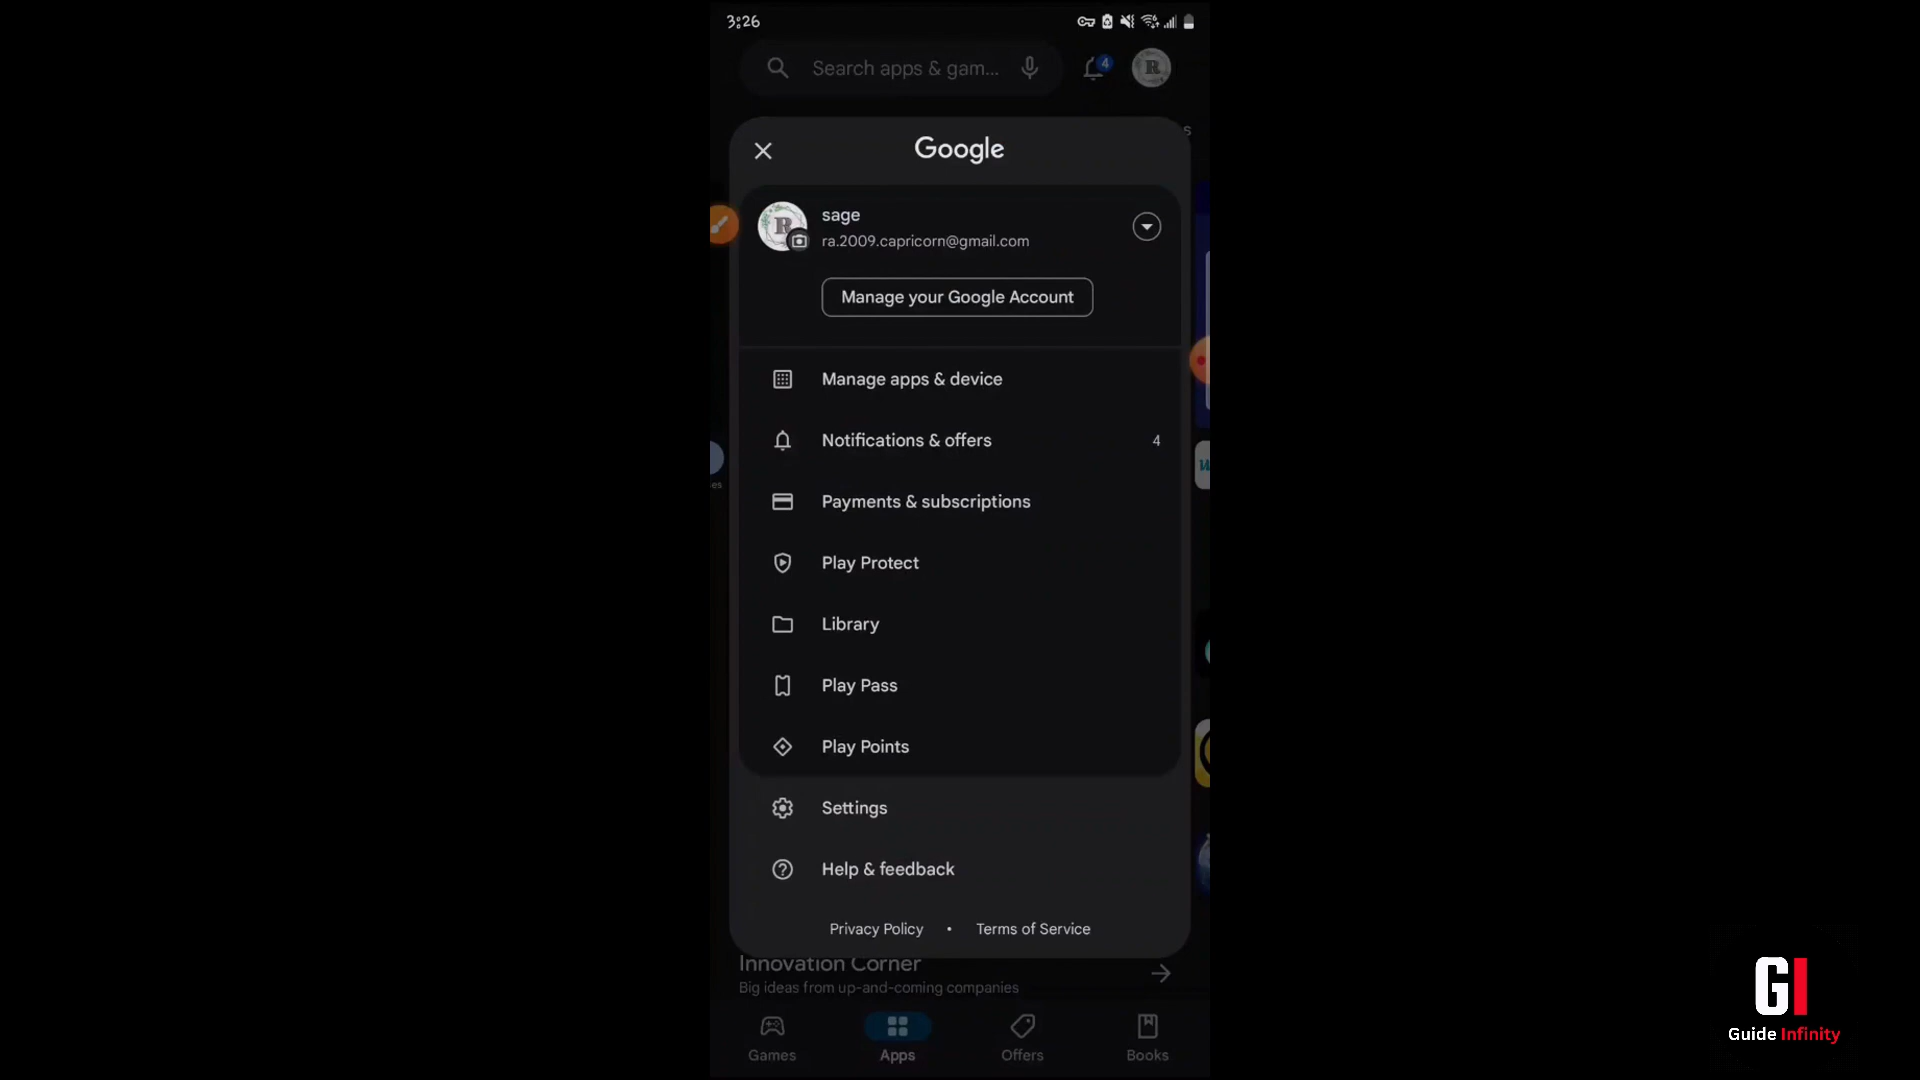 3:26
Search apps & gam...
4
R
s
Google
R
sage
ra.2009.capricorn@gmail.com
Manage your Google Account
Manage apps & device
Notifications & offers
4
Payments & subscriptions
es
Play Protect
Library
Play Pass
Play Points
Settings
Help & feedback
Privacy Policy • Terms of Service
Innovation Corner
Big ideas from up-and-coming companies
Games
Apps
Offers
Books
GI
Guide Infinity